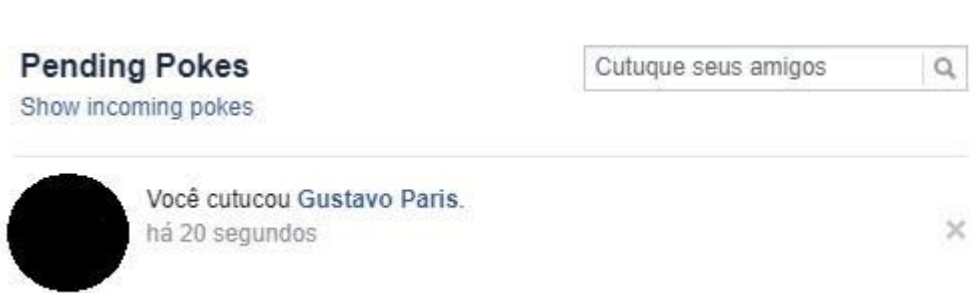 Pending Pokes
Cutuque seus amigos
Show incoming pokes
Você cutucou Gustavo Paris.
há 20 segundos